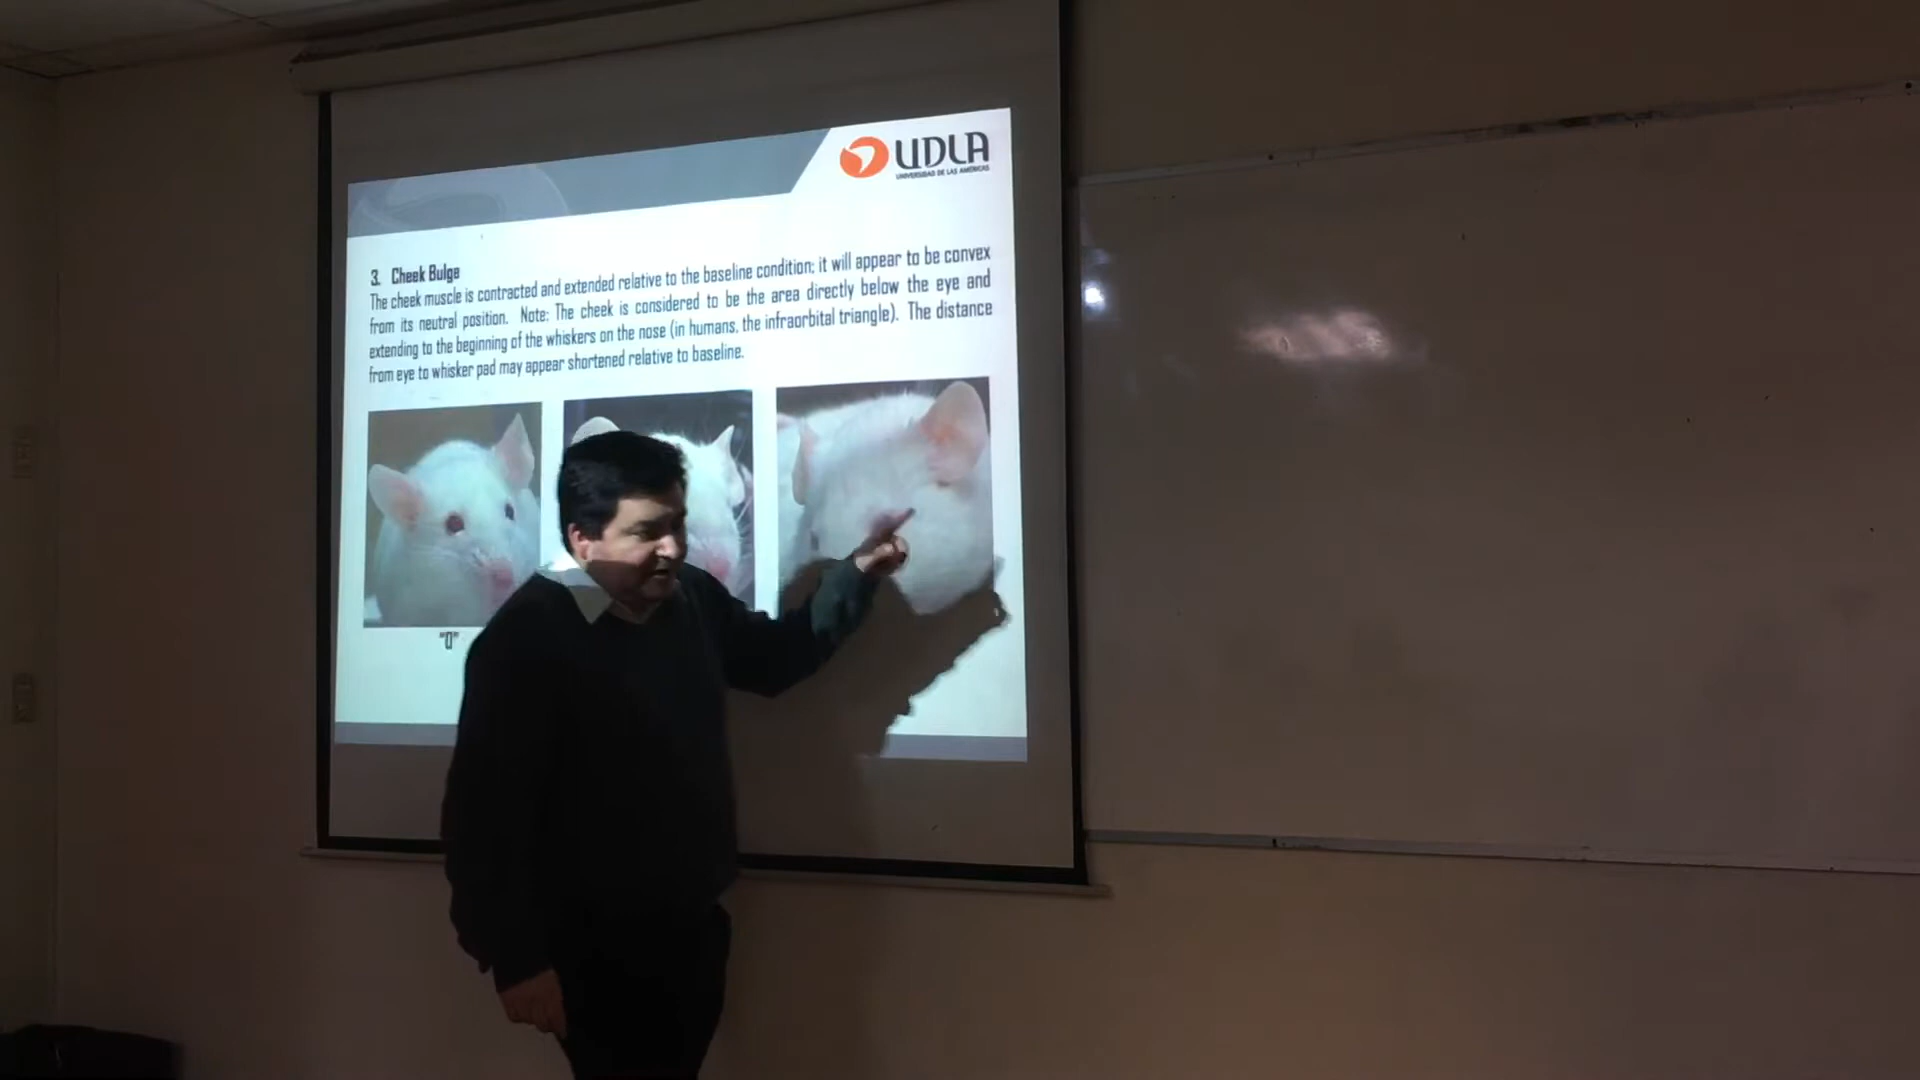 UDLA
UNIVERSIDAD DE LAS AMÉRICAS
3. Cheek Bulge
The cheek muscle is contracted and extended relative to the baseline condition; it will appear to be convex
from its neutral position. Note: The cheek is considered to be the area directly below the eye and
extending to the beginning of the whiskers on the nose (in humans, the infraorbital triangle). The distance
from eye to whisker pad may appear shortened relative to baseline.
"0"